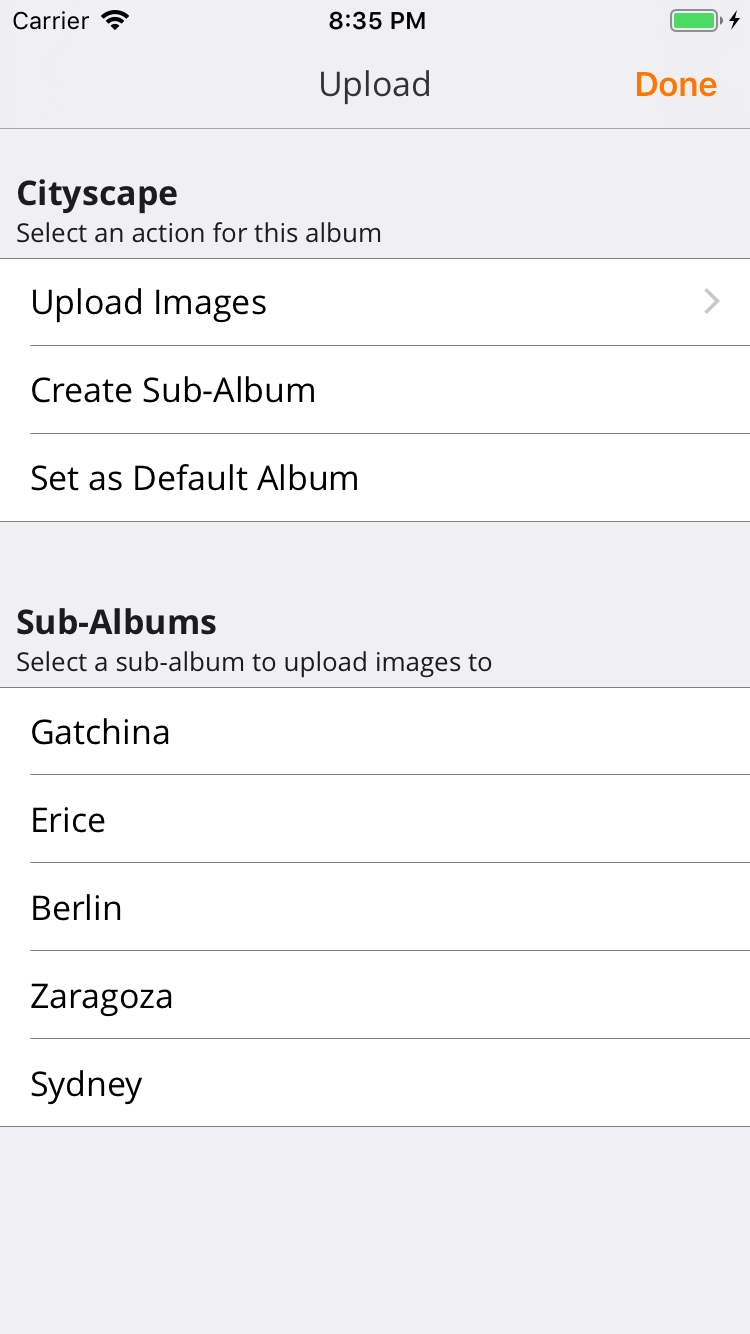 Carrier 8:35 PM
Upload Done
Cityscape
Select an action for this album
Upload Images
Create Sub-Album
Set as Default Album
Sub-Albums
Select a sub-album to upload images to
Gatchina
Erice
Berlin
Zaragoza
Sydney